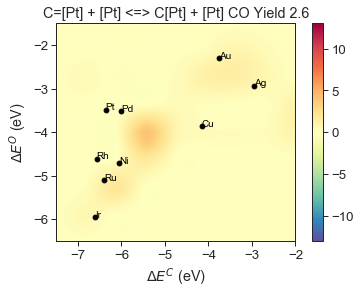 C=[Pt] + [Pt] <=> C[Pt] + [Pt] CO Yield 2.6
−2
−3
−4
−5
−6
ΔE^O (eV)
Au
Ag
Pt
Pd
Cu
Rh
Ni
Ru
Ir
−7
−6
−5
−4
−3
−2
ΔE^C (eV)
10
5
0
−5
−10